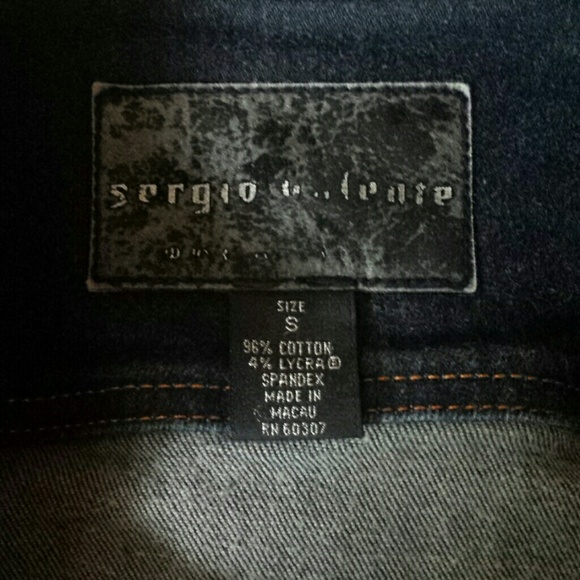 sergio
SIZE
S
96% COTTON
4% LYCRA®
SPANDEX
MADE IN
MACAU
RN 60307